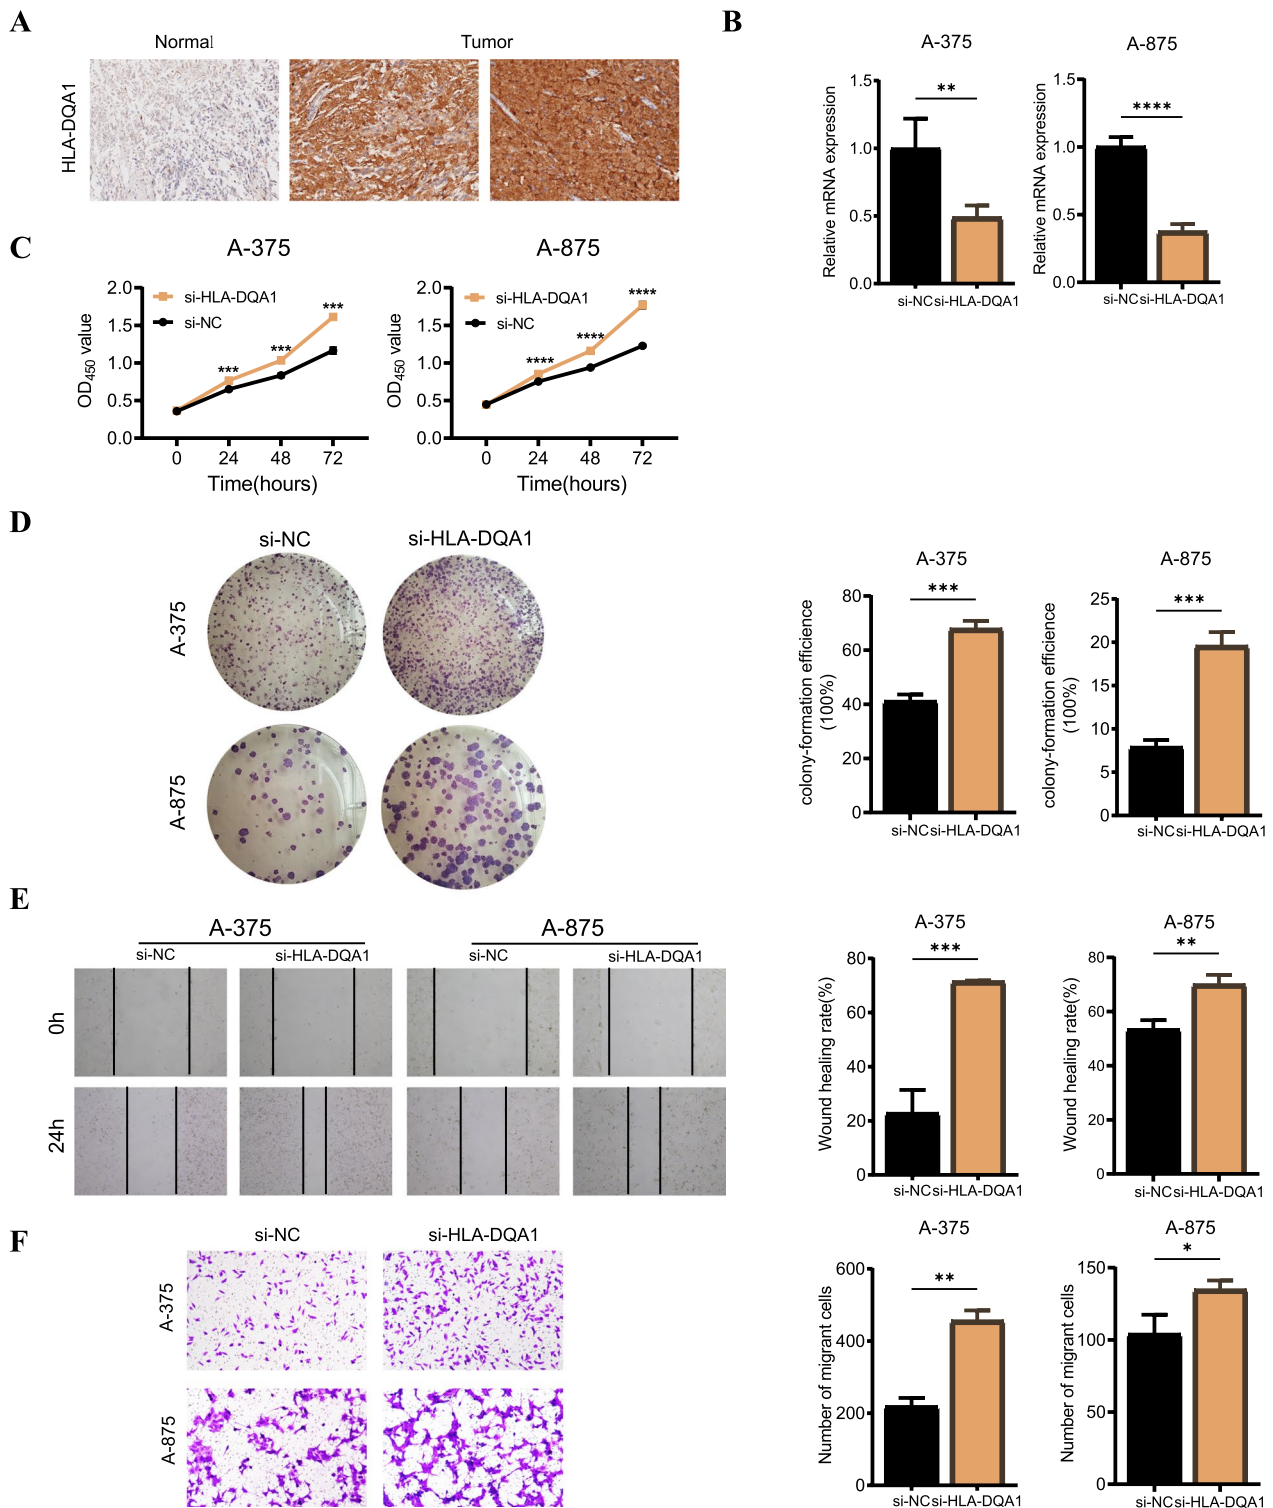 A
Normal
Tumor
HLA-DQA1
B
A-375
A-875
Relative mRNA expression
1.5
1.0
0.5
0.0
**
si-NC si-HLA-DQA1
Relative mRNA expression
1.5
1.0
0.5
0.0
****
si-NC si-HLA-DQA1
C
A-375
OD450 value
2.0
1.5
1.0
0.5
0.0
si-HLA-DQA1
si-NC
***
***
***
0 24 48 72
Time(hours)
A-875
OD450 value
2.0
1.5
1.0
0.5
0.0
si-HLA-DQA1
si-NC
****
****
****
0 24 48 72
Time(hours)
D
si-NC
si-HLA-DQA1
A-375
A-875
A-375
colony-formation efficience
(100%)
80
60
40
20
0
***
si-NC si-HLA-DQA1
A-875
colony-formation efficience
(100%)
25
20
15
10
5
0
***
si-NC si-HLA-DQA1
E
A-375
A-875
si-NC
si-HLA-DQA1
si-NC
si-HLA-DQA1
0h
24h
A-375
Wound healing rate(%)
80
60
40
20
0
***
si-NC si-HLA-DQA1
A-875
Wound healing rate(%)
80
60
40
20
0
**
si-NC si-HLA-DQA1
F
si-NC
si-HLA-DQA1
A-375
A-875
A-375
Number of migrant cells
600
400
200
0
**
si-NC si-HLA-DQA1
A-875
Number of migrant cells
150
100
50
0
*
si-NC si-HLA-DQA1